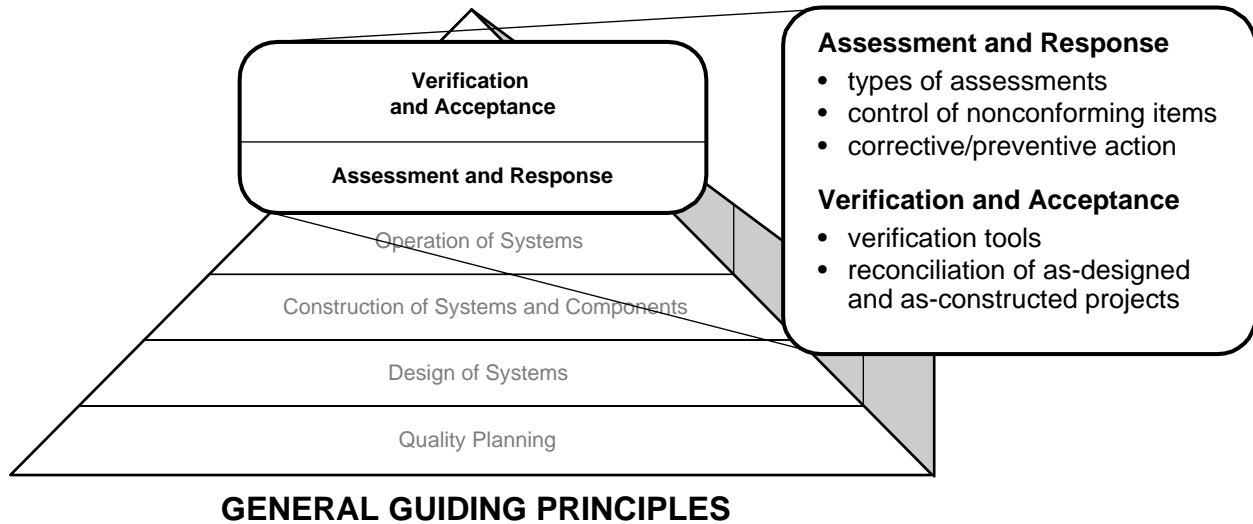 Verification
and Acceptance
Assessment and Response
Operation of Systems
Construction of Systems and Components
Design of Systems
Quality Planning
GENERAL GUIDING PRINCIPLES
Assessment and Response
• types of assessments
• control of nonconforming items
• corrective/preventive action
Verification and Acceptance
• verification tools
• reconciliation of as-designed
and as-constructed projects